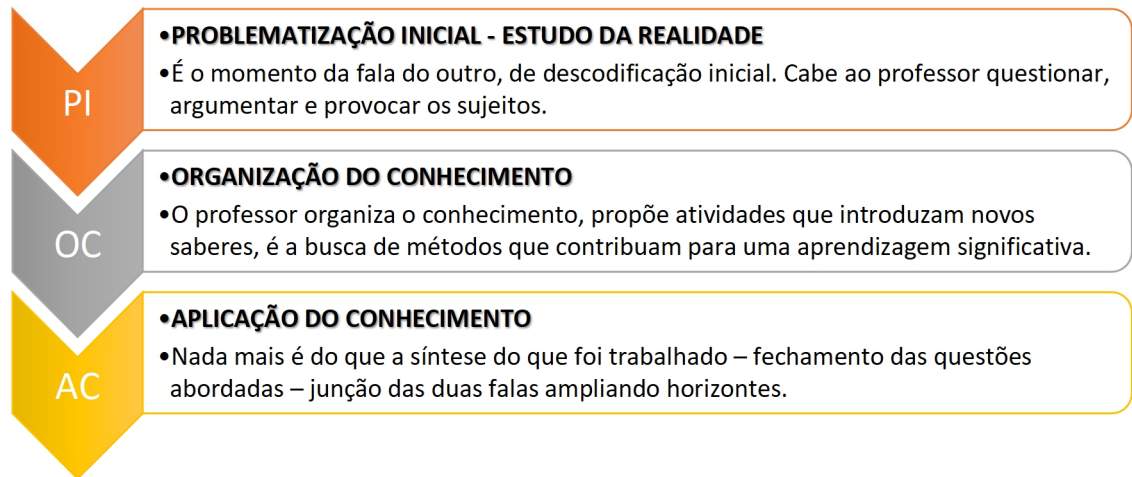 PI
•PROBLEMATIZAÇÃO INICIAL - ESTUDO DA REALIDADE
•É o momento da fala do outro, de descodificação inicial. Cabe ao professor questionar,
argumentar e provocar os sujeitos.
OC
•ORGANIZAÇÃO DO CONHECIMENTO
•O professor organiza o conhecimento, propõe atividades que introduzam novos
saberes, é a busca de métodos que contribuam para uma aprendizagem significativa.
AC
•APLICAÇÃO DO CONHECIMENTO
•Nada mais é do que a síntese do que foi trabalhado – fechamento das questões
abordadas – junção das duas falas ampliando horizontes.